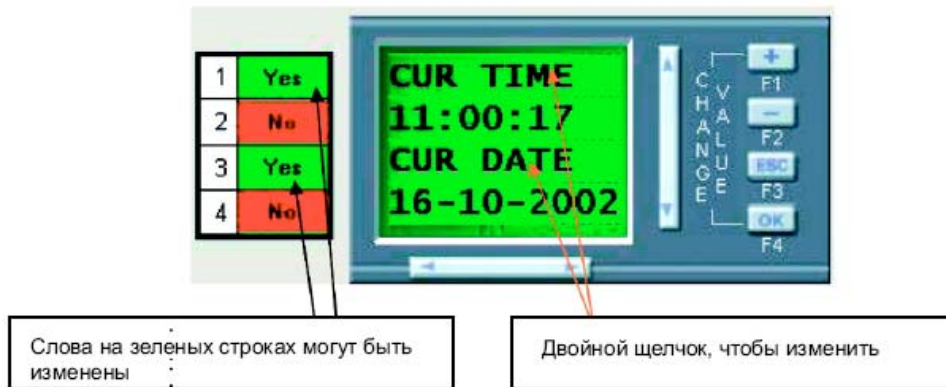 1 Yes
2 No
3 Yes
4 No
CUR TIME
11:00:17
CUR DATE
16-10-2002
CHANGE
VALUE
+
F1
−
F2
ESC
F3
OK
F4
Слова на зеленых строках могут быть
изменены
Двойной щелчок, чтобы изменить